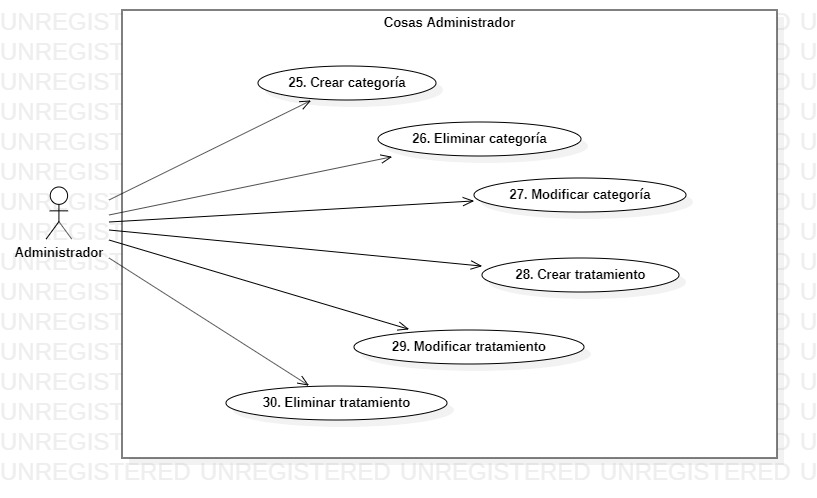 Cosas Administrador
25. Crear categoría
26. Eliminar categoría
27. Modificar categoría
Administrador
28. Crear tratamiento
29. Modificar tratamiento
30. Eliminar tratamiento
UNREGISTERED UNREGISTERED UNREGISTERED UNREGISTERED U